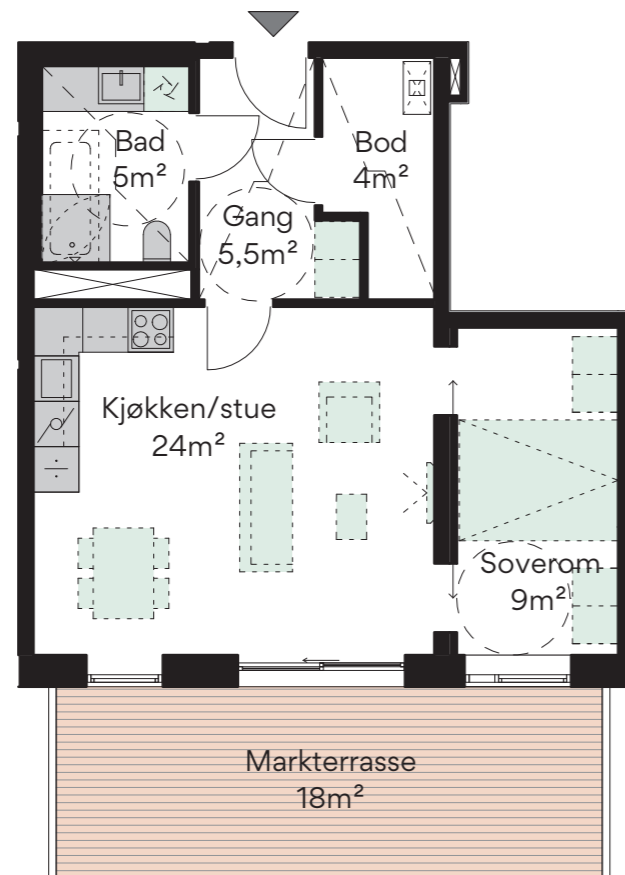 Bad
5m²
Bod
4m²
Gang
5,5m²
Kjøkken/stue
24m²
Soverom
9m²
Markterrasse
18m²